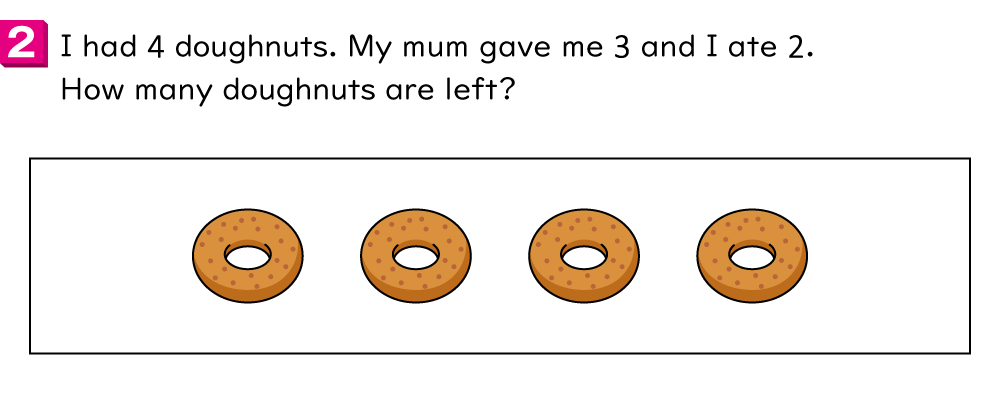 2 I had 4 doughnuts. My mum gave me 3 and I ate 2.
How many doughnuts are left?